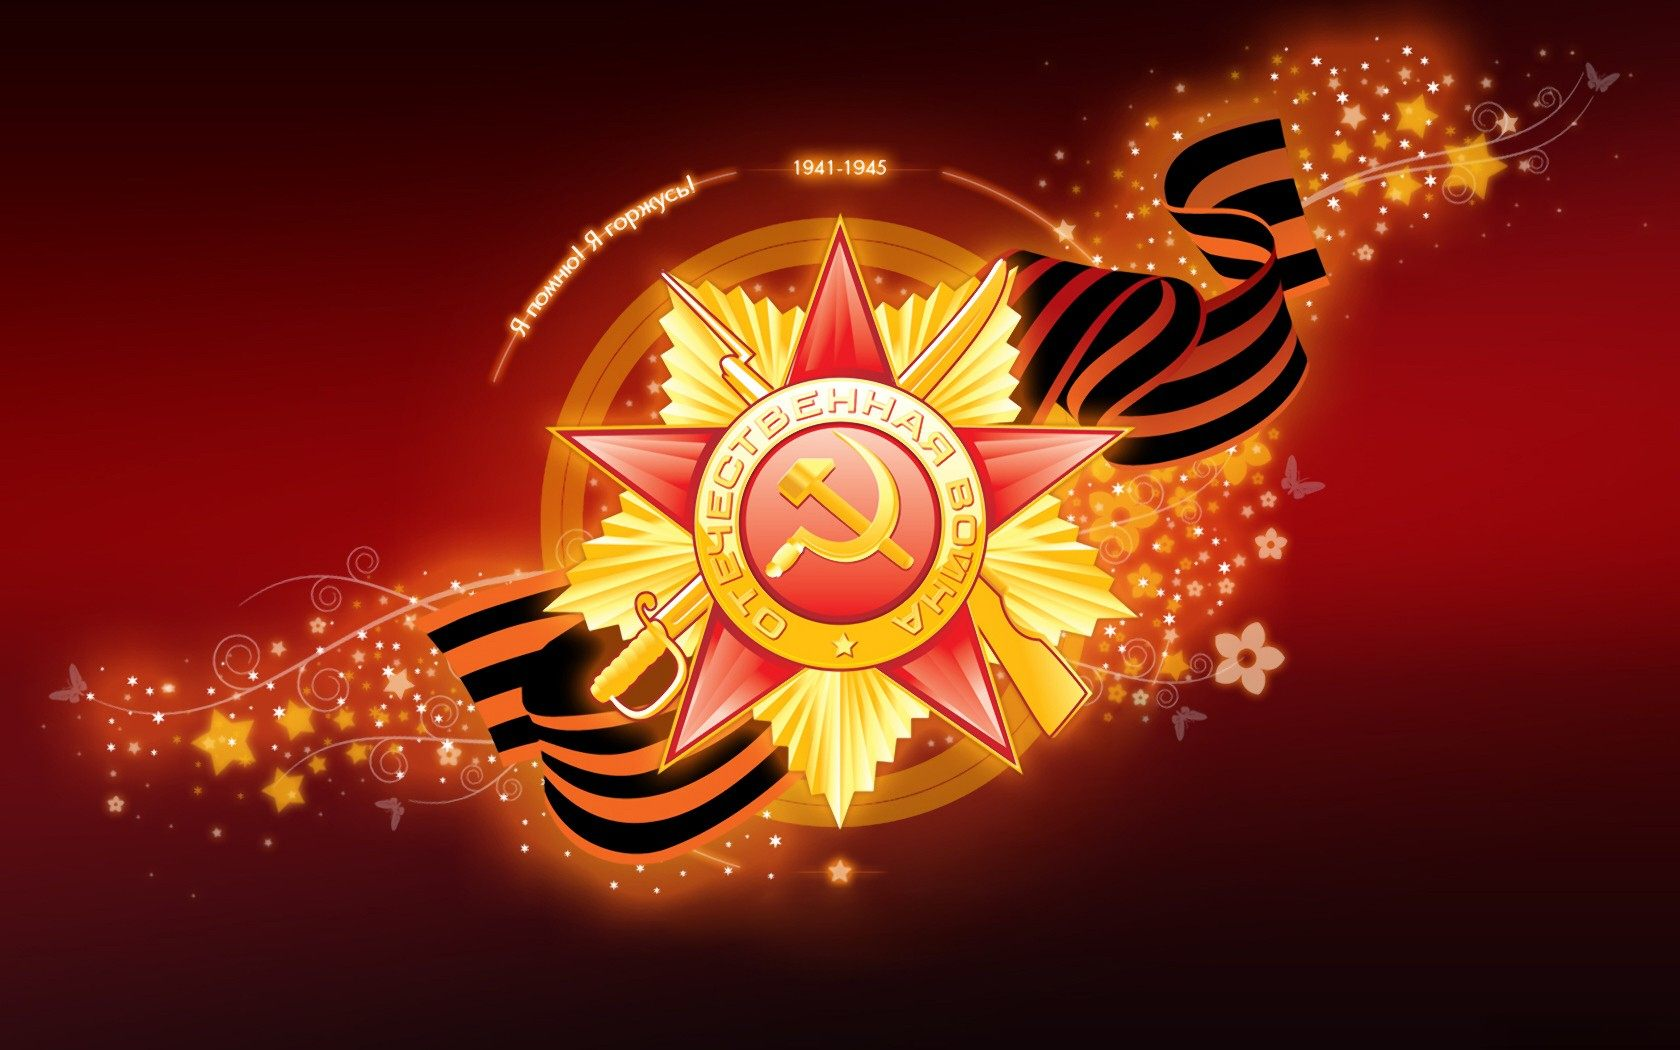 1941-1945
Я помню! Я горжусь!
ОТЕЧЕСТВЕННАЯ ВОЙНА